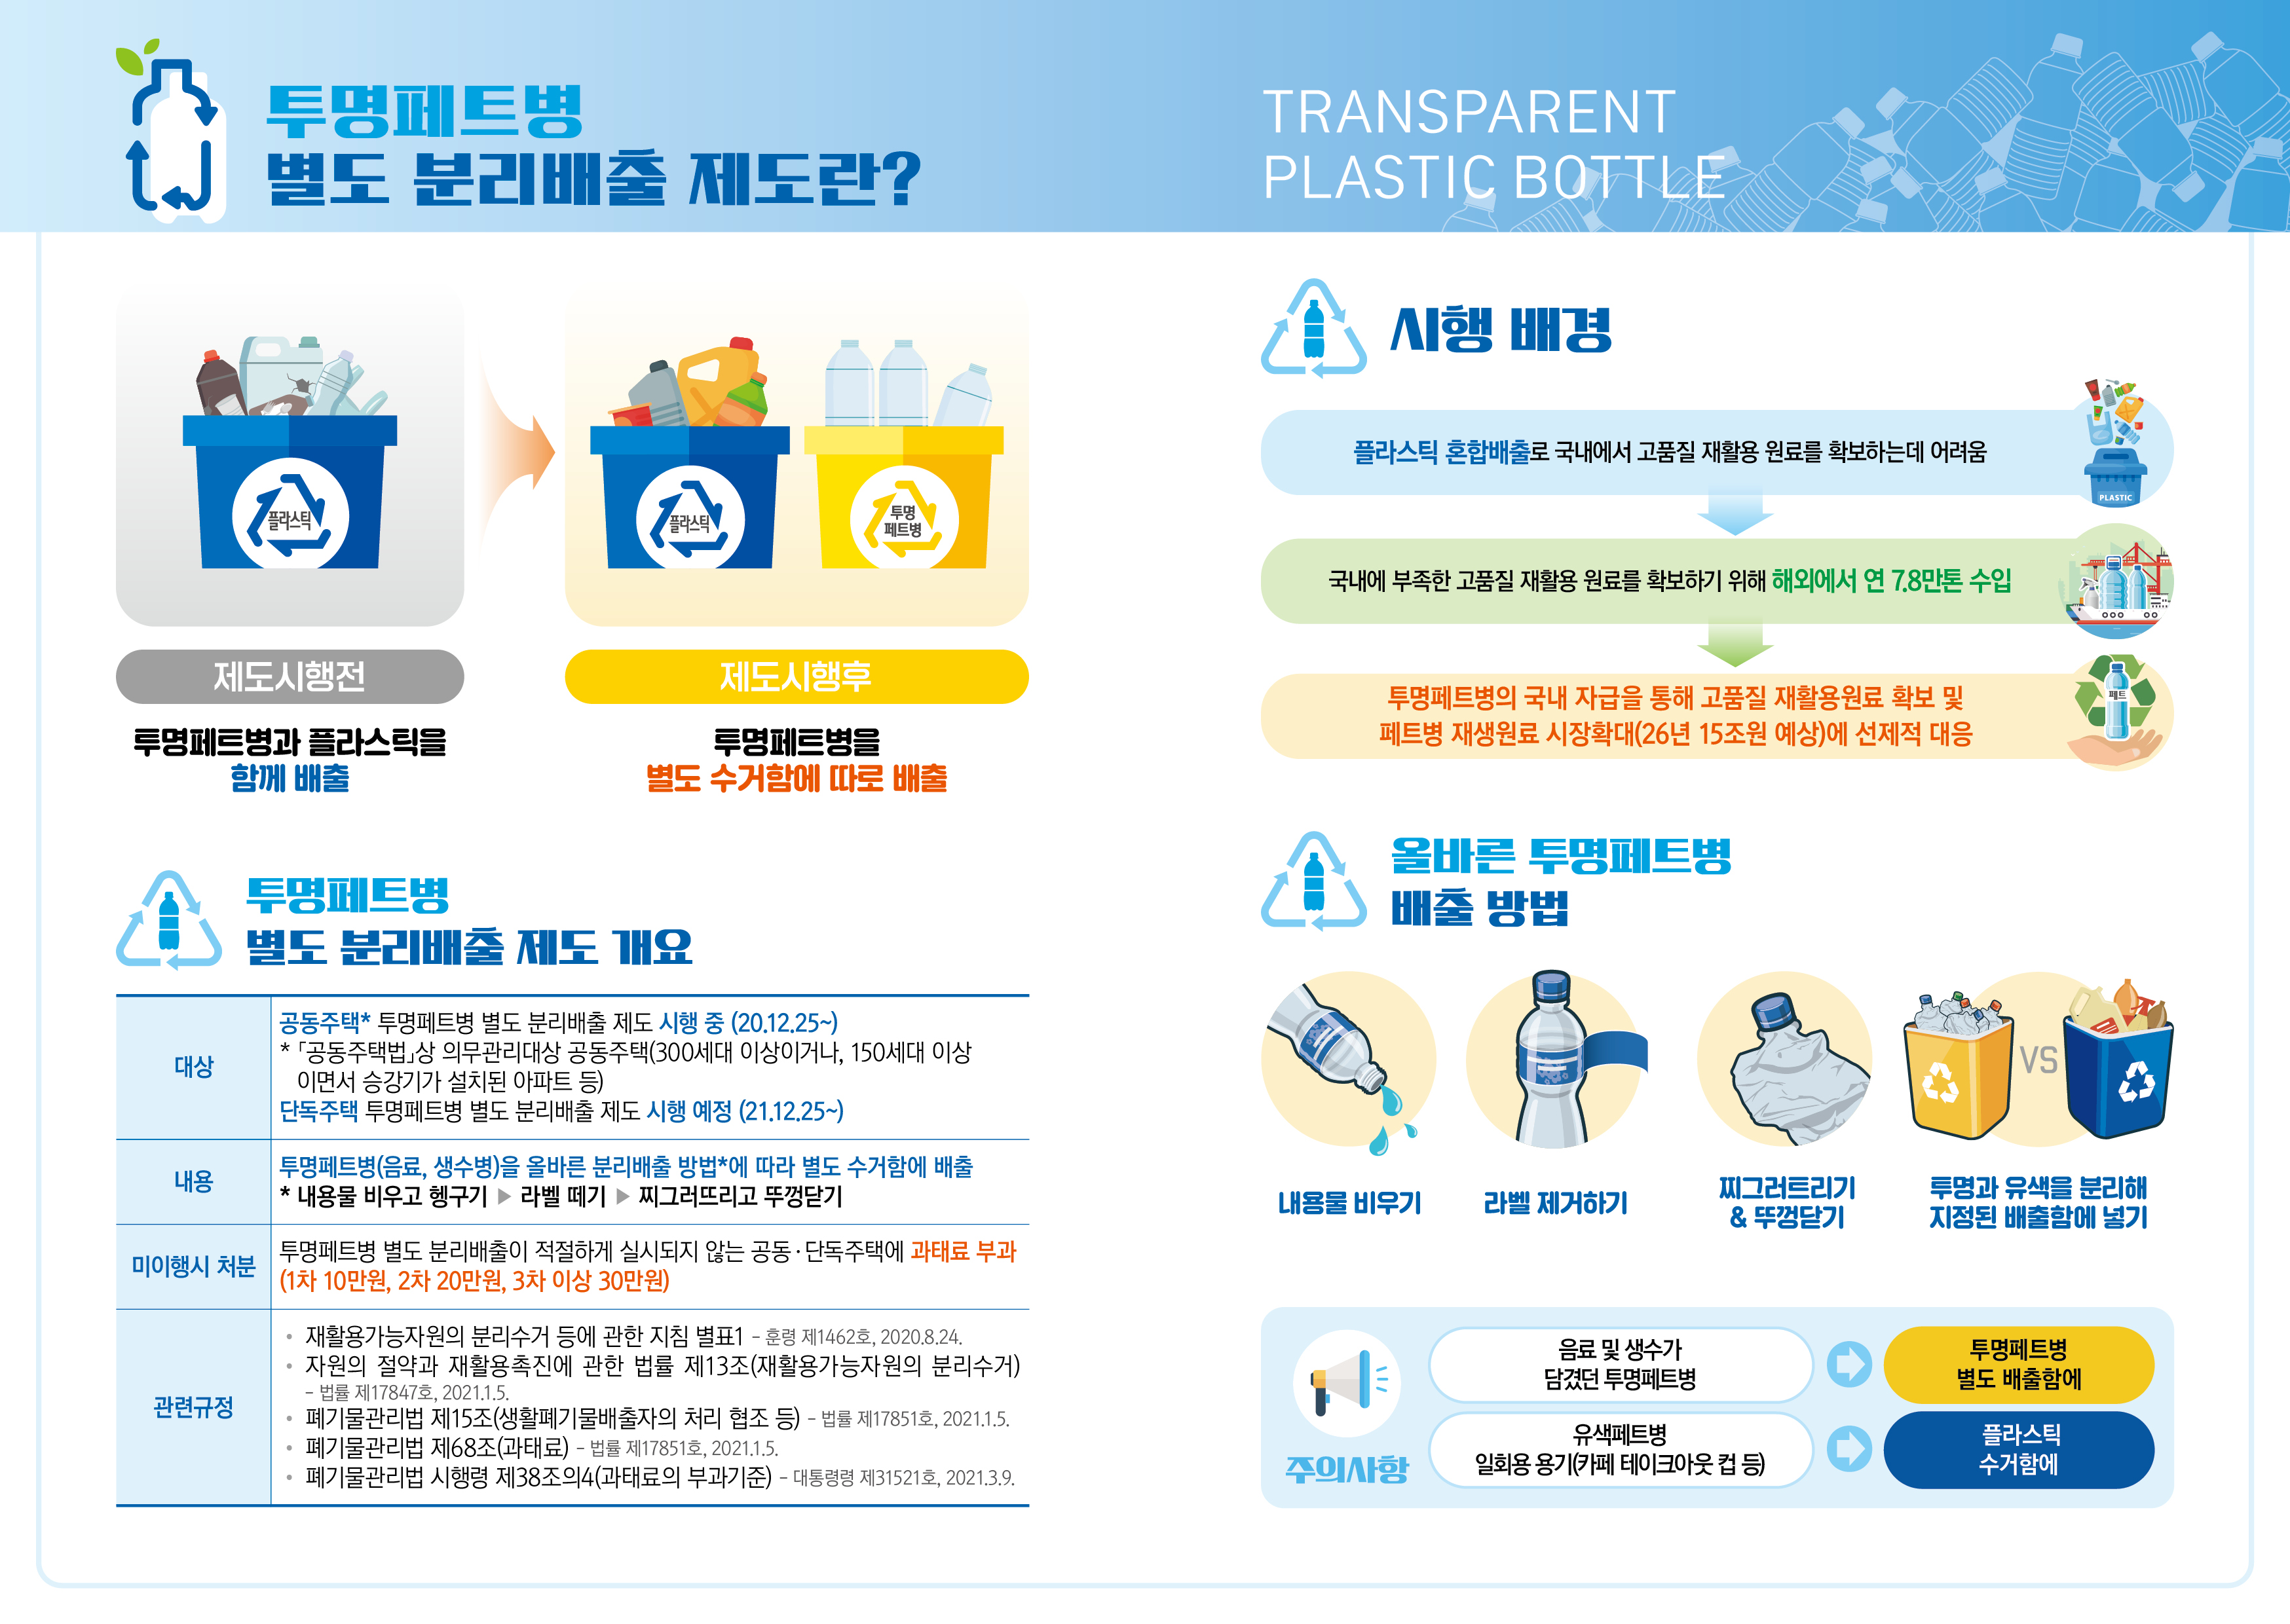 투명페트병
별도 분리배출 제도란?
TRANSPARENT
PLASTIC BOTTLE
플라스틱
플라스틱
투명
페트병
제도시행전
제도시행후
투명페트병과 플라스틱을
함께 배출
투명페트병을
별도 수거함에 따로 배출
투명페트병
별도 분리배출 제도 개요
대상
공동주택* 투명페트병 별도 분리배출 제도 시행 중 (20.12.25~)
* 「공동주택법」상 의무관리대상 공동주택(300세대 이상이거나, 150세대 이상
이면서 승강기가 설치된 아파트 등)
단독주택 투명페트병 별도 분리배출 제도 시행 예정 (21.12.25~)
내용
투명페트병(음료, 생수병)을 올바른 분리배출 방법*에 따라 별도 수거함에 배출
* 내용물 비우고 헹구기 ▶ 라벨 떼기 ▶ 찌그러뜨리고 뚜껑닫기
미이행시 처분
투명페트병 별도 분리배출이 적절하게 실시되지 않는 공동·단독주택에 과태료 부과
(1차 10만원, 2차 20만원, 3차 이상 30만원)
관련규정
• 재활용가능자원의 분리수거 등에 관한 지침 별표1 - 훈령 제1462호, 2020.8.24.
• 자원의 절약과 재활용촉진에 관한 법률 제13조(재활용가능자원의 분리수거)
- 법률 제17847호, 2021.1.5.
• 폐기물관리법 제15조(생활폐기물배출자의 처리 협조 등) - 법률 제17851호, 2021.1.5.
• 폐기물관리법 제68조(과태료) - 법률 제17851호, 2021.1.5.
• 폐기물관리법 시행령 제38조의4(과태료의 부과기준) - 대통령령 제31521호, 2021.3.9.
시행 배경
플라스틱 혼합배출로 국내에서 고품질 재활용 원료를 확보하는데 어려움
PLASTIC
국내에 부족한 고품질 재활용 원료를 확보하기 위해 해외에서 연 7.8만톤 수입
투명페트병의 국내 자급을 통해 고품질 재활용원료 확보 및
페트병 재생원료 시장확대(26년 15조원 예상)에 선제적 대응
페트
올바른 투명페트병
배출 방법
VS
내용물 비우기
라벨 제거하기
찌그러트리기
& 뚜껑닫기
투명과 유색을 분리해
지정된 배출함에 넣기
주의사항
음료 및 생수가
담겼던 투명페트병
투명페트병
별도 배출함에
유색페트병
일회용 용기(카페 테이크아웃 컵 등)
플라스틱
수거함에